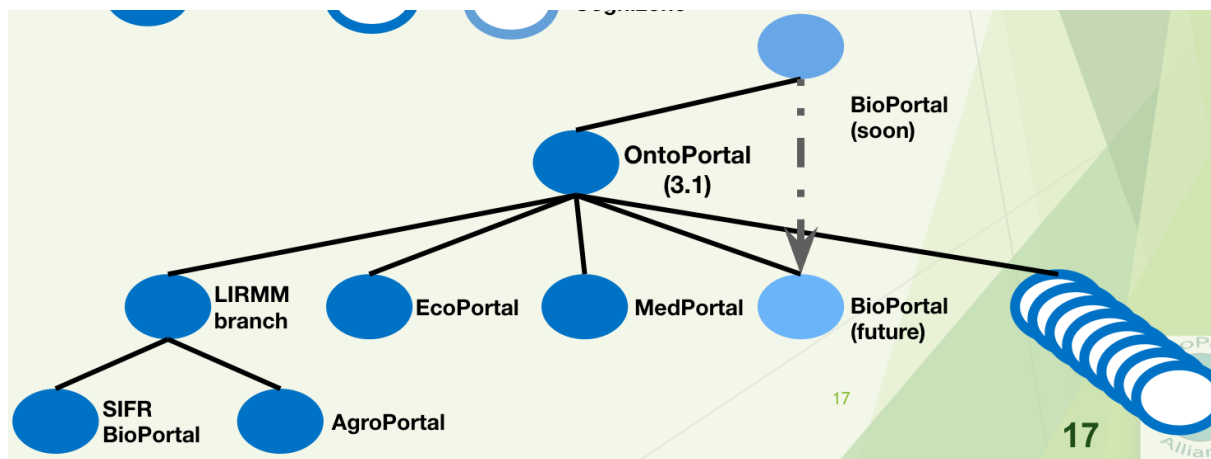 BioPortal
(soon)
OntoPortal
(3.1)
LIRMM
branch
EcoPortal
MedPortal
BioPortal
(future)
SIFR
BioPortal
AgroPortal
17
17